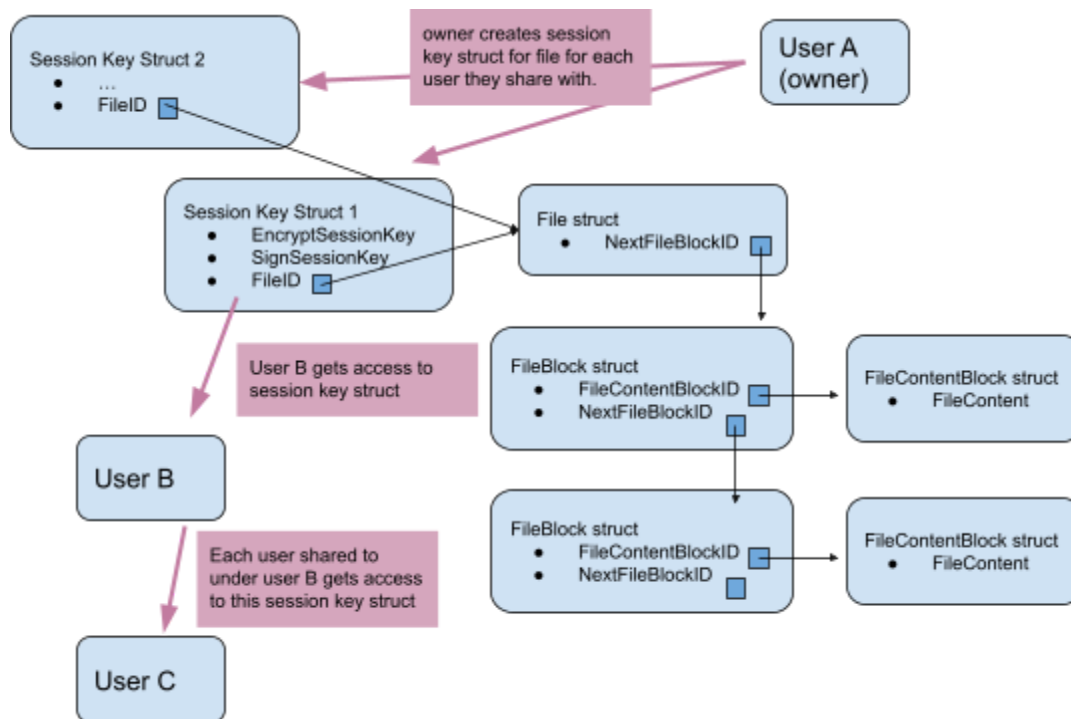 owner creates session
key struct for file for each
user they share with.
User A
(owner)
Session Key Struct 2
● ...
● FileID
Session Key Struct 1
● EncryptSessionKey
● SignSessionKey
● FileID
File struct
● NextFileBlockID
User B gets access to
session key struct
FileBlock struct
● FileContentBlockID
● NextFileBlockID
FileContentBlock struct
● FileContent
User B
Each user shared to
under user B gets access
to this session key struct
FileBlock struct
● FileContentBlockID
● NextFileBlockID
FileContentBlock struct
● FileContent
User C